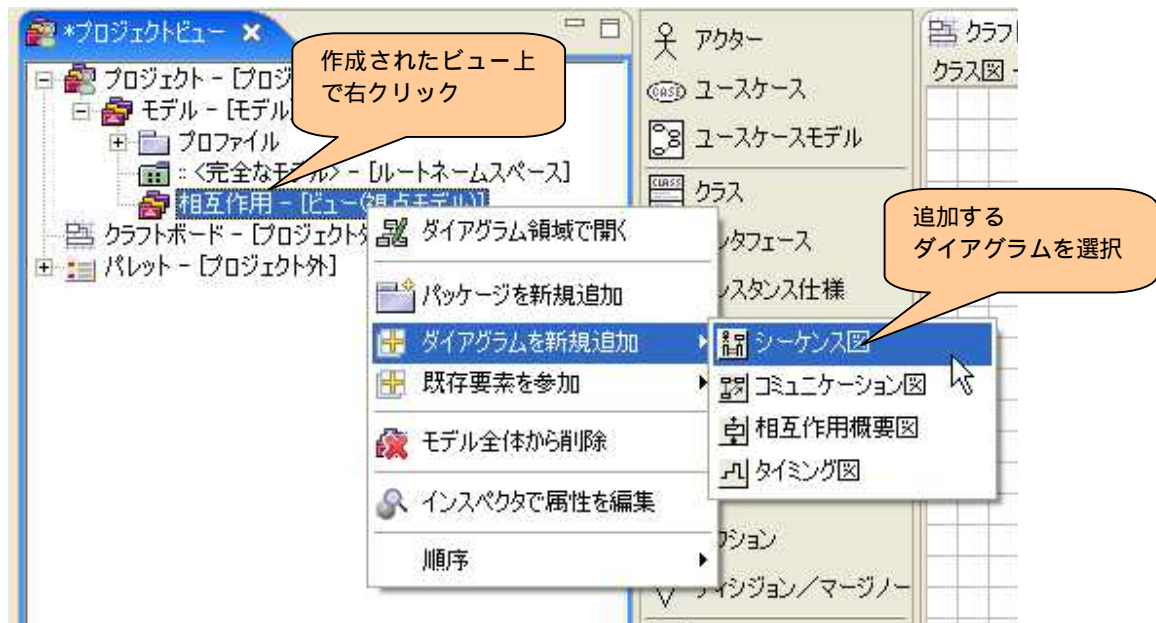 *プロジェクトビュー
作成されたビュー上
で右クリック
プロジェクト - [プロジ
モデル - [モデル
プロファイル
:: <完全なモデル> - [ルートネームスペース]
相互作用 - [ビュー(視点モデル)]
クラフトボード - [プロジェクト外
パレット - [プロジェクト外]
ダイアグラム領域で開く
パッケージを新規追加
ダイアグラムを新規追加
既存要素を参加
モデル全体から削除
インスペクタで属性を編集
順序
シーケンス図
コミュニケーション図
相互作用概要図
タイミング図
追加する
ダイアグラムを選択
アクター
CASE ユースケース
ユースケースモデル
CLASS クラス
ンタフェース
ンスタンス仕様
クション
ディシジョン/マージノー
クラフ
クラス図 -